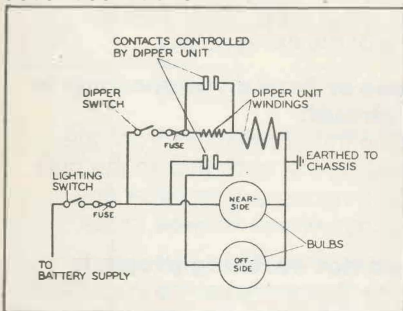 CONTACTS CONTROLLED
BY DIPPER UNIT
DIPPER
SWITCH
DIPPER UNIT
WINDINGS
FUSE
EARTHED TO
CHASSIS
LIGHTING
SWITCH
NEAR-
SIDE
FUSE
BULBS
OFF-
SIDE
TO
BATTERY SUPPLY